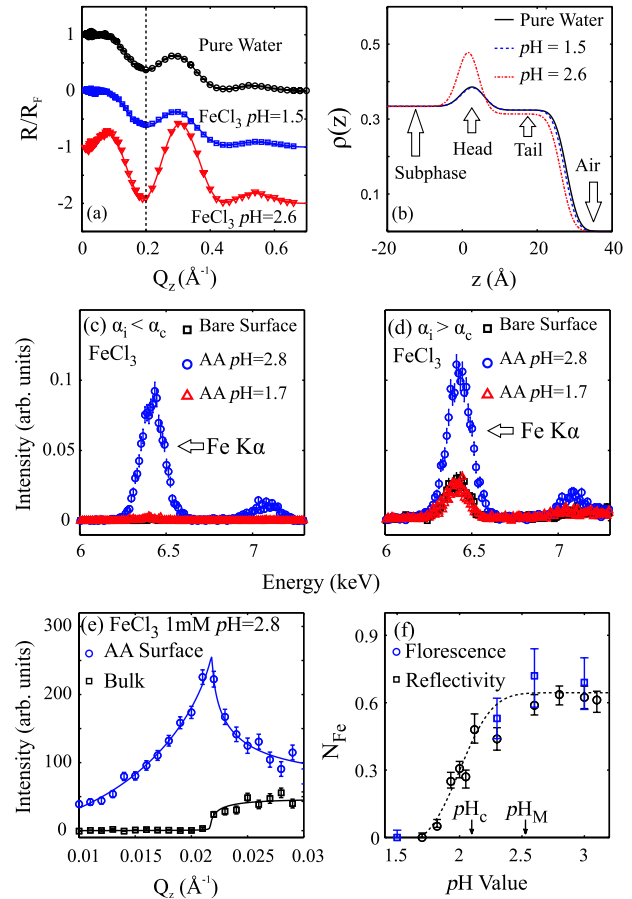 1
0
-1
-2
R/R_F
Pure Water
FeCl₃ pH=1.5
FeCl₃ pH=2.6
(a)
0
0.2
0.4
0.6
Q_z (Å⁻¹)
0.5
0.3
0.1
ρ(z)
Pure Water
pH = 1.5
pH = 2.6
Subphase
Head
Tail
Air
(b)
-20
0
20
40
z (Å)
(c) α_i < α_c
FeCl₃
Bare Surface
AA pH=2.8
AA pH=1.7
Fe Kα
0.1
0.05
0
Intensity (arb. units)
6
6.5
7
(d) α_i > α_c
FeCl₃
Bare Surface
AA pH=2.8
AA pH=1.7
Fe Kα
6
6.5
7
Energy (keV)
300
200
100
0
Intensity (arb. units)
(e) FeCl₃ 1mM pH=2.8
AA Surface
Bulk
0.01
0.015
0.02
0.025
0.03
Q_z (Å⁻¹)
0.9
0.6
0.3
0
N_Fe
(f)
Florescence
Reflectivity
pH_c
pH_M
1.5
2
2.5
3
pH Value